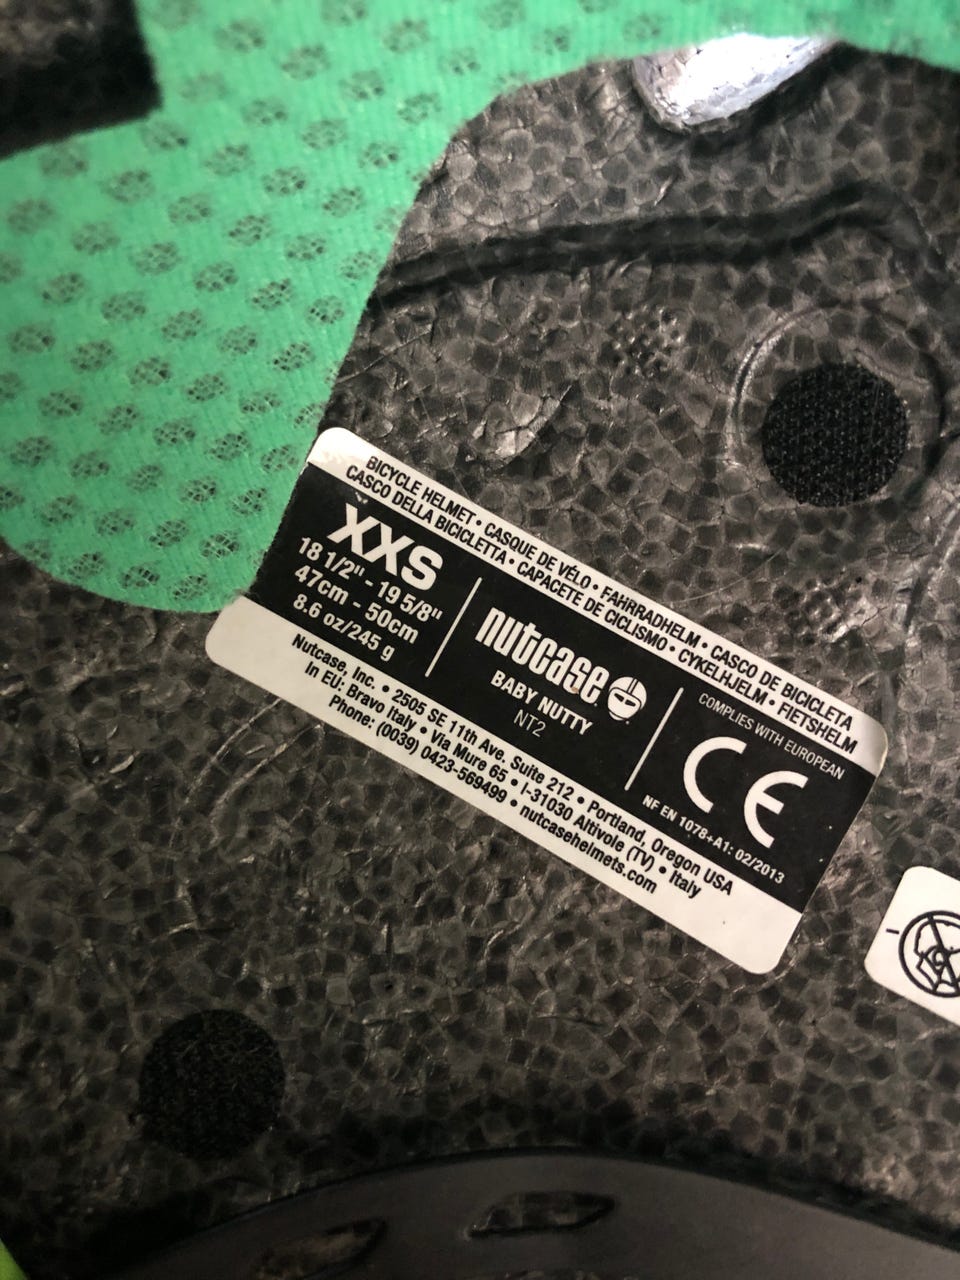 BICYCLE HELMET • CASQUE DE VÉLO • FAHRRADHELM • CASCO DE BICICLETA
CASCO DELLA BICICLETTA • CAPACETE DE CICLISMO • CYKELHJELM • FIETSHELM
XXS
18 1/2" - 19 5/8"
47cm - 50cm
8.6 oz/245 g
nutcase
BABY NUTTY
NT2
COMPLIES WITH EUROPEAN
CE
NF EN 1078+A1: 02/2013
Nutcase, Inc. • 2505 SE 11th Ave. Suite 212 • Portland, Oregon USA
In EU: Bravo Italy • Via Mure 65 • I-31030 Altivole (TV) • Italy
Phone: (0039) 0423-569499 • nutcasehelmets.com